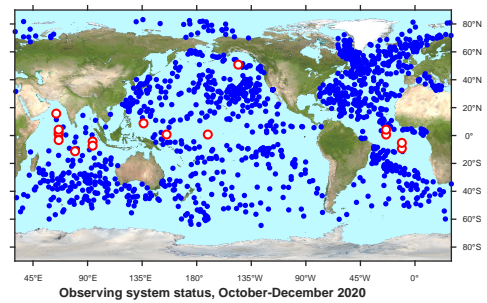 80°N
60°N
40°N
20°N
0°
20°S
40°S
60°S
80°S
45°E 90°E 135°E 180° 135°W 90°W 45°W 0°
Observing system status, October-December 2020